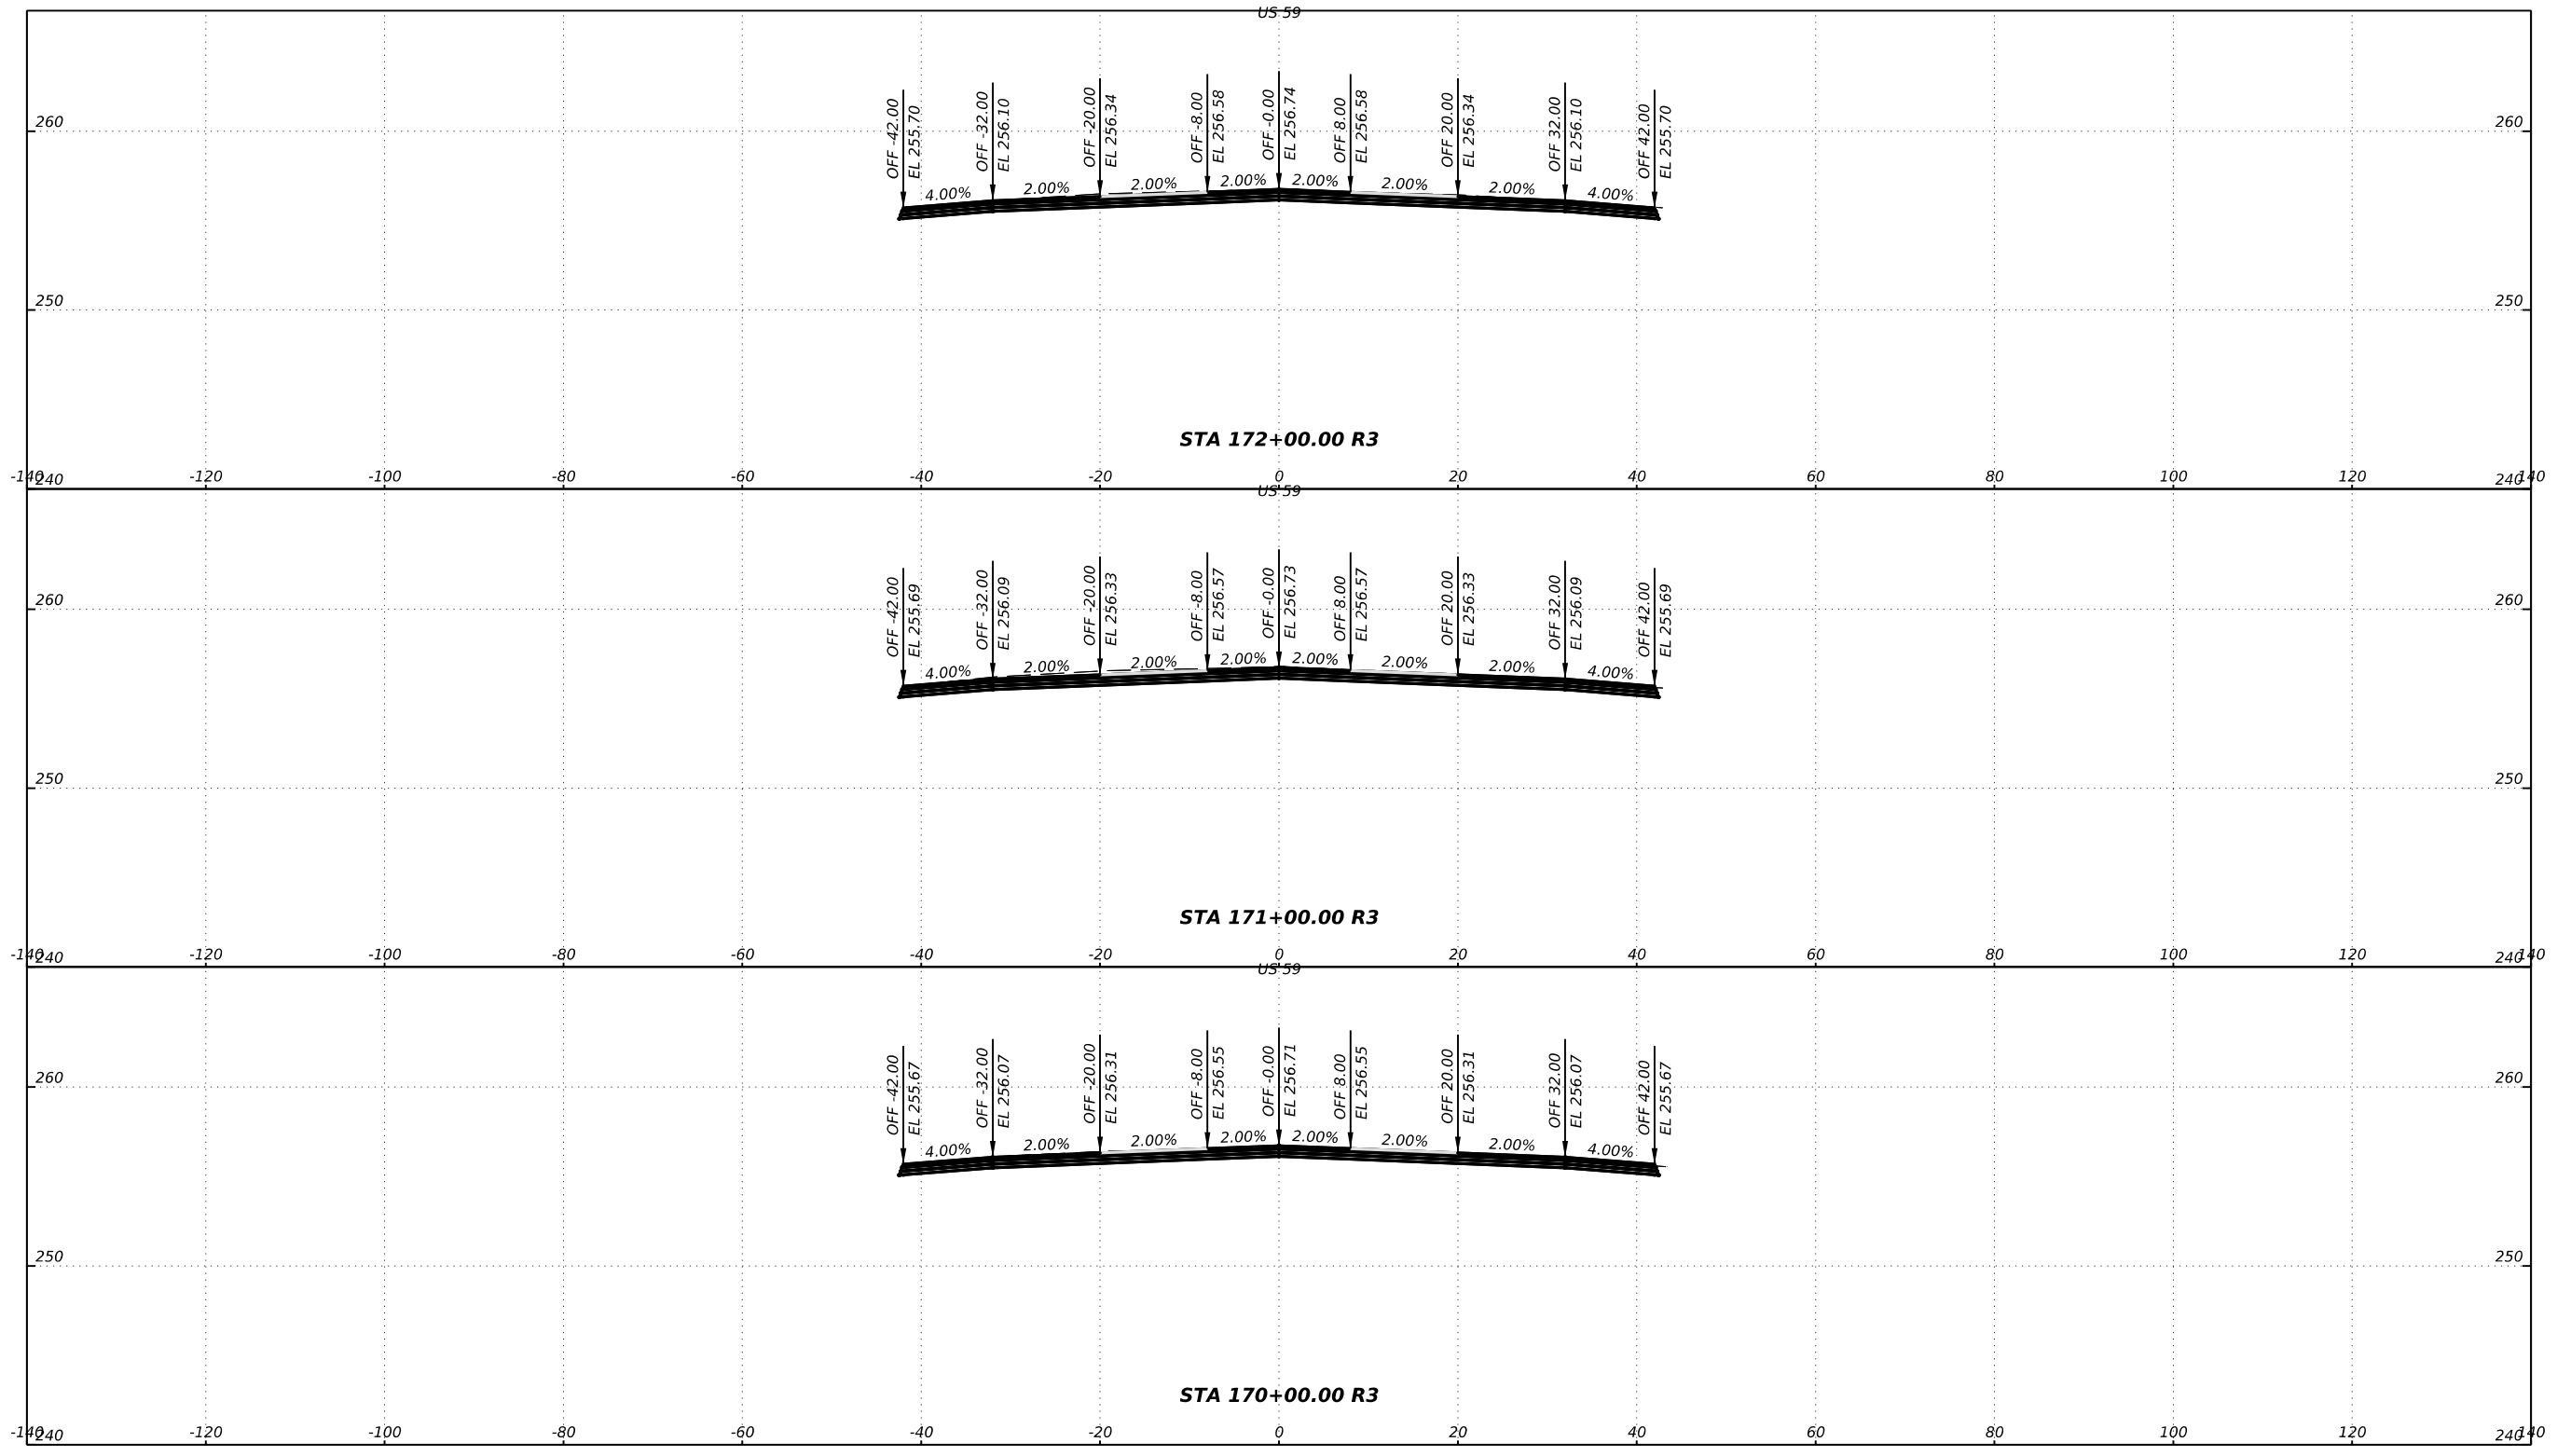 US 59
OFF -42.00
EL 255.70
OFF -32.00
EL 256.10
OFF -20.00
EL 256.34
OFF -8.00
EL 256.58
OFF -0.00
EL 256.74
OFF 8.00
EL 256.58
OFF 20.00
EL 256.34
OFF 32.00
EL 256.10
OFF 42.00
EL 255.70
260 260
4.00% 2.00% 2.00% 2.00% 2.00% 2.00% 2.00% 4.00%
250 250
STA 172+00.00 R3
-140 -120 -100 -80 -60 -40 -20 0 20 40 60 80 100 120 140
240 240
US 59
OFF -42.00
EL 255.69
OFF -32.00
EL 256.09
OFF -20.00
EL 256.33
OFF -8.00
EL 256.57
OFF -0.00
EL 256.73
OFF 8.00
EL 256.57
OFF 20.00
EL 256.33
OFF 32.00
EL 256.09
OFF 42.00
EL 255.69
260 260
4.00% 2.00% 2.00% 2.00% 2.00% 2.00% 2.00% 4.00%
250 250
STA 171+00.00 R3
-140 -120 -100 -80 -60 -40 -20 0 20 40 60 80 100 120 140
240 240
US 59
OFF -42.00
EL 255.67
OFF -32.00
EL 256.07
OFF -20.00
EL 256.31
OFF -8.00
EL 256.55
OFF -0.00
EL 256.71
OFF 8.00
EL 256.55
OFF 20.00
EL 256.31
OFF 32.00
EL 256.07
OFF 42.00
EL 255.67
260 260
4.00% 2.00% 2.00% 2.00% 2.00% 2.00% 2.00% 4.00%
250 250
STA 170+00.00 R3
-140 -120 -100 -80 -60 -40 -20 0 20 40 60 80 100 120 140
240 240